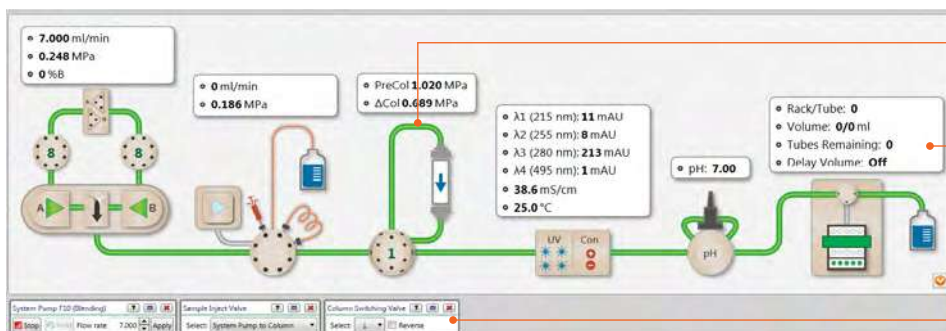 7.000 ml/min
0.248 MPa
0 %B
8
8
A
B
0 ml/min
0.186 MPa
PreCol 1.020 MPa
ΔCol 0.689 MPa
1
λ1 (215 nm): 11 mAU
λ2 (255 nm): 8 mAU
λ3 (280 nm): 213 mAU
λ4 (495 nm): 1 mAU
38.6 mS/cm
25.0 °C
UV
Con
pH: 7.00
pH
Rack/Tube: 0
Volume: 0/0 ml
Tubes Remaining: 0
Delay Volume: Off
System Pump F10 (Blending)
Stop
Hold
Flow rate
7.000
Apply
Sample Inject Valve
Select: System Pump to Column
Column Switching Valve
Select: 1
Reverse